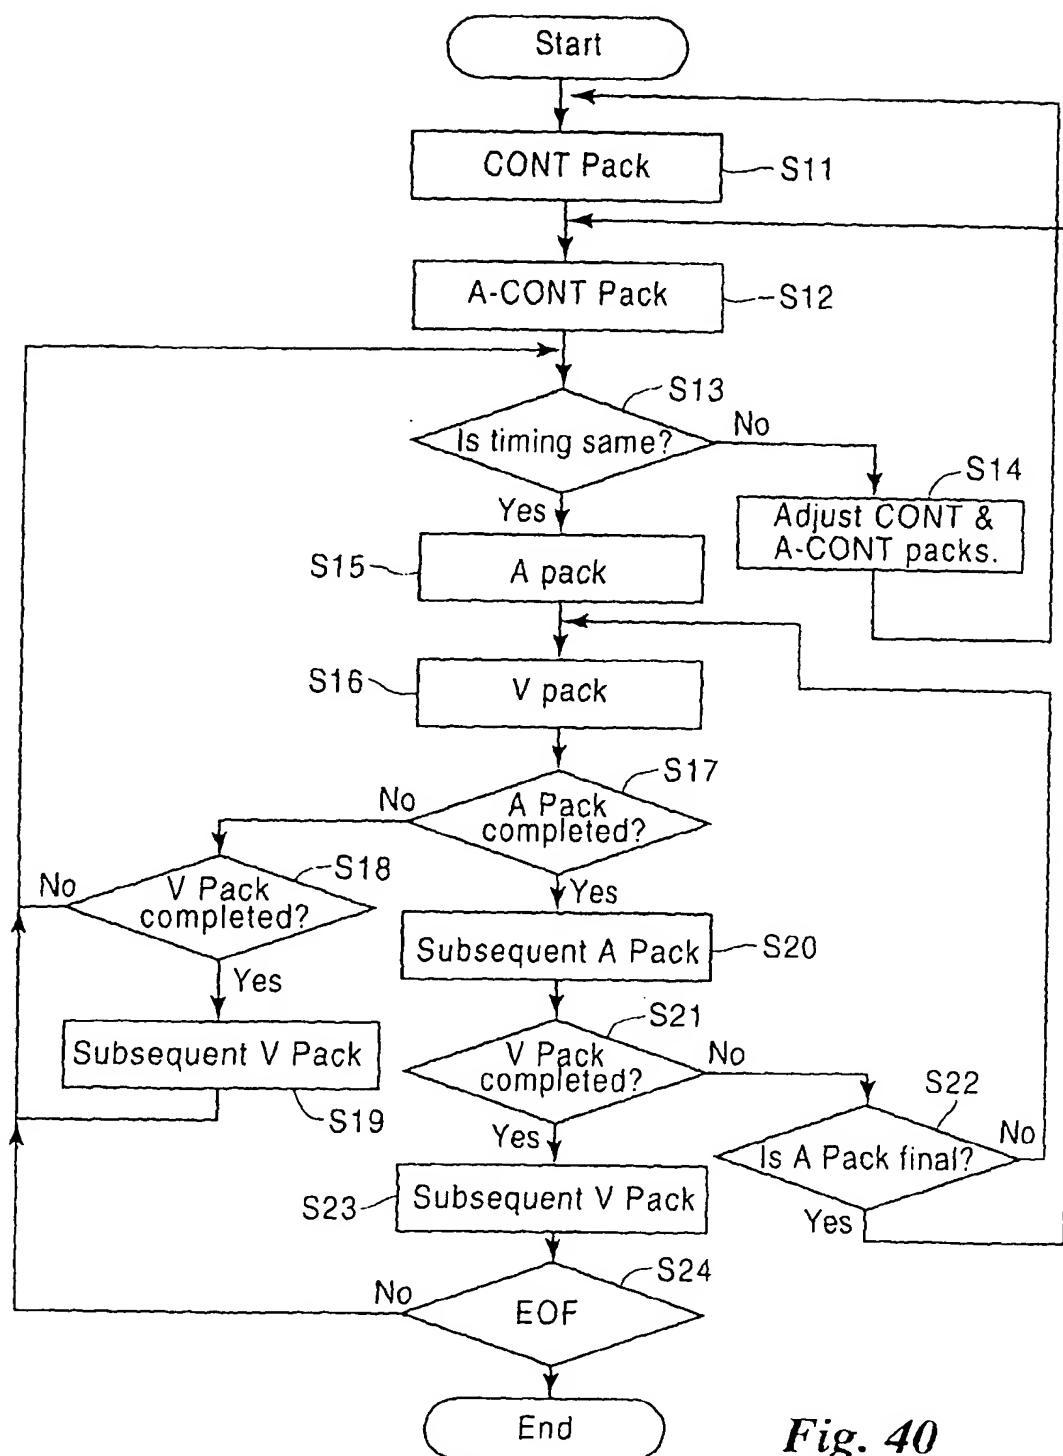 Start
CONT Pack
S11
A-CONT Pack
S12
S13
Is timing same?
No
S14
Adjust CONT &
A-CONT packs.
Yes
S15
A pack
S16
V pack
S17
A Pack
completed?
No
S18
V Pack
completed?
No
Yes
Yes
Subsequent A Pack
S20
Subsequent V Pack
S19
S21
V Pack
completed?
No
S22
Is A Pack final?
No
Yes
Yes
S23
Subsequent V Pack
S24
EOF
No
End
Fig. 40